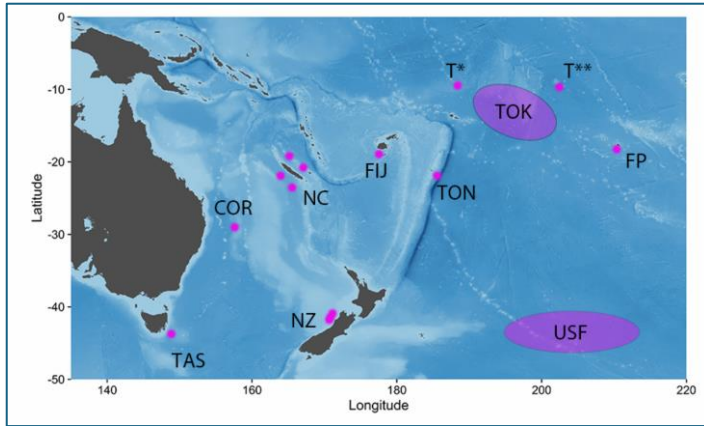 0
T*
T**
-10
TOK
-20
FIJ
FP
NC
TON
Latitude
COR
-30
-40
NZ
USF
TAS
-50
140
160
180
200
220
Longitude